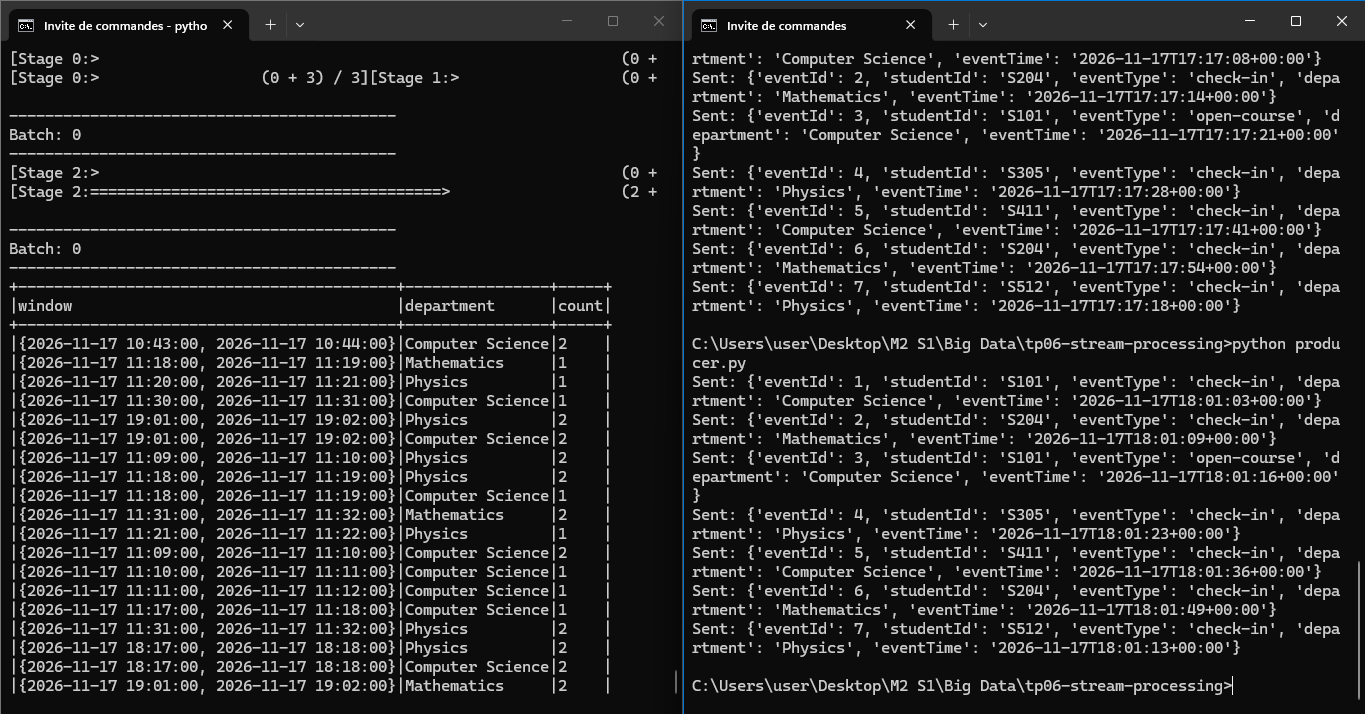 Invite de commandes - pytho
[Stage 0:> (0 +
[Stage 0:> (0 + 3) / 3][Stage 1:> (0 +
-------------------------------------------
Batch: 0
-------------------------------------------
[Stage 2:> (0 +
[Stage 2:=======================================> (2 +
-------------------------------------------
Batch: 0
-------------------------------------------
+------------------------------------------+----------------+-----+
|window |department |count|
+------------------------------------------+----------------+-----+
|{2026-11-17 10:43:00, 2026-11-17 10:44:00}|Computer Science|2 |
|{2026-11-17 11:18:00, 2026-11-17 11:19:00}|Mathematics |1 |
|{2026-11-17 11:20:00, 2026-11-17 11:21:00}|Physics |1 |
|{2026-11-17 11:30:00, 2026-11-17 11:31:00}|Computer Science|1 |
|{2026-11-17 19:01:00, 2026-11-17 19:02:00}|Physics |2 |
|{2026-11-17 19:01:00, 2026-11-17 19:02:00}|Computer Science|2 |
|{2026-11-17 11:09:00, 2026-11-17 11:10:00}|Physics |2 |
|{2026-11-17 11:18:00, 2026-11-17 11:19:00}|Physics |2 |
|{2026-11-17 11:18:00, 2026-11-17 11:19:00}|Computer Science|1 |
|{2026-11-17 11:31:00, 2026-11-17 11:32:00}|Mathematics |2 |
|{2026-11-17 11:21:00, 2026-11-17 11:22:00}|Physics |1 |
|{2026-11-17 11:09:00, 2026-11-17 11:10:00}|Computer Science|2 |
|{2026-11-17 11:10:00, 2026-11-17 11:11:00}|Computer Science|1 |
|{2026-11-17 11:11:00, 2026-11-17 11:12:00}|Computer Science|1 |
|{2026-11-17 11:17:00, 2026-11-17 11:18:00}|Computer Science|1 |
|{2026-11-17 11:31:00, 2026-11-17 11:32:00}|Physics |2 |
|{2026-11-17 18:17:00, 2026-11-17 18:18:00}|Physics |2 |
|{2026-11-17 18:17:00, 2026-11-17 18:18:00}|Computer Science|2 |
|{2026-11-17 19:01:00, 2026-11-17 19:02:00}|Mathematics |2 |
Invite de commandes
rtment': 'Computer Science', 'eventTime': '2026-11-17T17:17:08+00:00'}
Sent: {'eventId': 2, 'studentId': 'S204', 'eventType': 'check-in', 'depa
rtment': 'Mathematics', 'eventTime': '2026-11-17T17:17:14+00:00'}
Sent: {'eventId': 3, 'studentId': 'S101', 'eventType': 'open-course', 'd
epartment': 'Computer Science', 'eventTime': '2026-11-17T17:17:21+00:00'
}
Sent: {'eventId': 4, 'studentId': 'S305', 'eventType': 'check-in', 'depa
rtment': 'Physics', 'eventTime': '2026-11-17T17:17:28+00:00'}
Sent: {'eventId': 5, 'studentId': 'S411', 'eventType': 'check-in', 'depa
rtment': 'Computer Science', 'eventTime': '2026-11-17T17:17:41+00:00'}
Sent: {'eventId': 6, 'studentId': 'S204', 'eventType': 'check-in', 'depa
rtment': 'Mathematics', 'eventTime': '2026-11-17T17:17:54+00:00'}
Sent: {'eventId': 7, 'studentId': 'S512', 'eventType': 'check-in', 'depa
rtment': 'Physics', 'eventTime': '2026-11-17T17:17:18+00:00'}
C:\Users\user\Desktop\M2 S1\Big Data\tp06-stream-processing>python produ
cer.py
Sent: {'eventId': 1, 'studentId': 'S101', 'eventType': 'check-in', 'depa
rtment': 'Computer Science', 'eventTime': '2026-11-17T18:01:03+00:00'}
Sent: {'eventId': 2, 'studentId': 'S204', 'eventType': 'check-in', 'depa
rtment': 'Mathematics', 'eventTime': '2026-11-17T18:01:09+00:00'}
Sent: {'eventId': 3, 'studentId': 'S101', 'eventType': 'open-course', 'd
epartment': 'Computer Science', 'eventTime': '2026-11-17T18:01:16+00:00'
}
Sent: {'eventId': 4, 'studentId': 'S305', 'eventType': 'check-in', 'depa
rtment': 'Physics', 'eventTime': '2026-11-17T18:01:23+00:00'}
Sent: {'eventId': 5, 'studentId': 'S411', 'eventType': 'check-in', 'depa
rtment': 'Computer Science', 'eventTime': '2026-11-17T18:01:36+00:00'}
Sent: {'eventId': 6, 'studentId': 'S204', 'eventType': 'check-in', 'depa
rtment': 'Mathematics', 'eventTime': '2026-11-17T18:01:49+00:00'}
Sent: {'eventId': 7, 'studentId': 'S512', 'eventType': 'check-in', 'depa
rtment': 'Physics', 'eventTime': '2026-11-17T18:01:13+00:00'}
C:\Users\user\Desktop\M2 S1\Big Data\tp06-stream-processing>